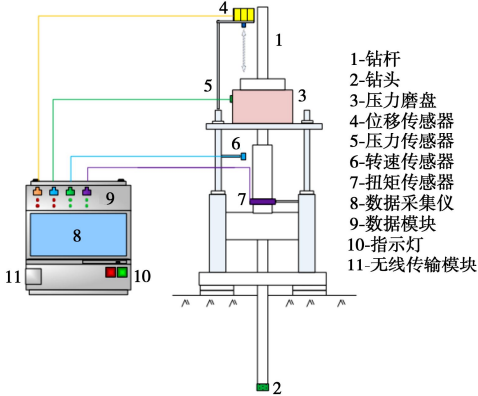 4
1
5
3
6
7
9
8
11
10
2
1-钻杆
2-钻头
3-压力磨盘
4-位移传感器
5-压力传感器
6-转速传感器
7-扭矩传感器
8-数据采集仪
9-数据模块
10-指示灯
11-无线传输模块